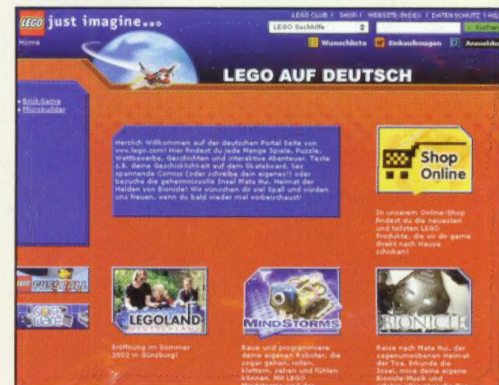 LEGO just imagine...
LEGO CLUB | SHOP | WEBSITE-INDEX | DATENSCHUTZ |
LEGO Suchhilfe
Home
Wunschliste Einkaufswagen
LEGO AUF DEUTSCH
BrickGame
Microbuilder
Herzlich Willkommen auf der deutschen Portal Seite von
www.lego.com! Hier findest du jede Menge Spiele, Puzzle,
Wettbewerbe, Geschichten und interaktive Abenteuer. Teste
z.B. deine Geschicklichkeit auf dem Skateboard, lies
spannende Comics (oder schreibe dein eigenes!) oder
besuche die geheimnisvolle Insel Mata Nui, Heimat der
Helden von Bionicle! Wir wünschen dir viel Spaß und würden
uns freuen, wenn du bald wieder mal vorbeischaust!
Shop
Online
In unserem Online-Shop
findest du die neuesten
und tollsten LEGO
Produkte, die wir dir gerne
direkt nach Hause
schicken!
FUSSBALL
LEGOLAND
DEUTSCHLAND
MINDSTORMS
BIONICLE
Eröffnung im Sommer
2002 in Günzburg!
Baue und programmiere
deine eigenen Roboter, die
sogar gehen, rollen,
klettern, sehen und fühlen
können. Mit LEGO
Reise nach Mata Nui, der
sagenumwobenen Heimat
der Toa. Erkunde die
Insel, mixe deine eigene
Bionicle-Musik und